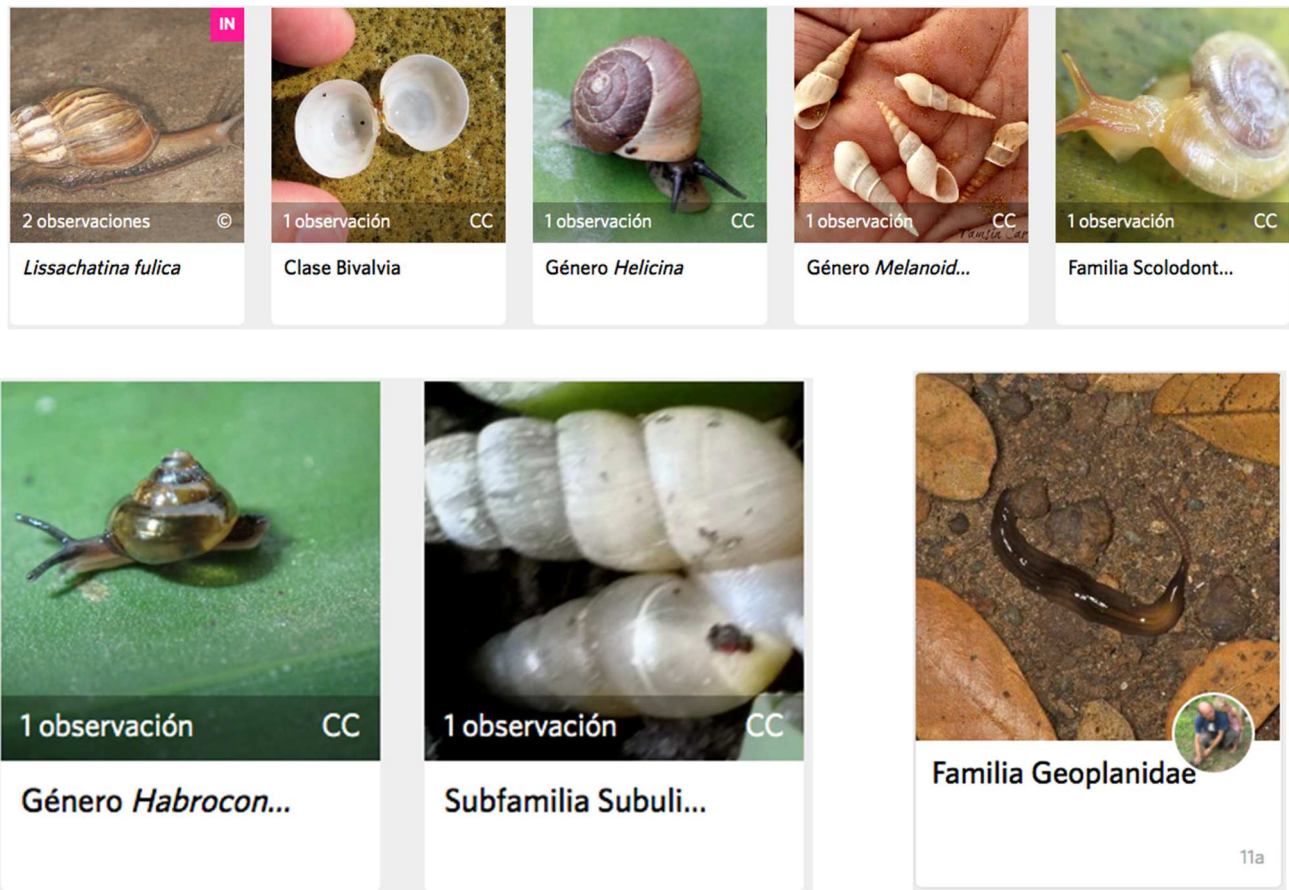 IN
2 observaciones ©
Lissachatina fulica
1 observación CC
Clase Bivalvia
1 observación CC
Género Helicina
1 observación CC
Género Melanoid...
1 observación CC
Familia Scolodont...
1 observación CC
Género Habrocon...
1 observación CC
Subfamilia Subuli...
Familia Geoplanidae
11a